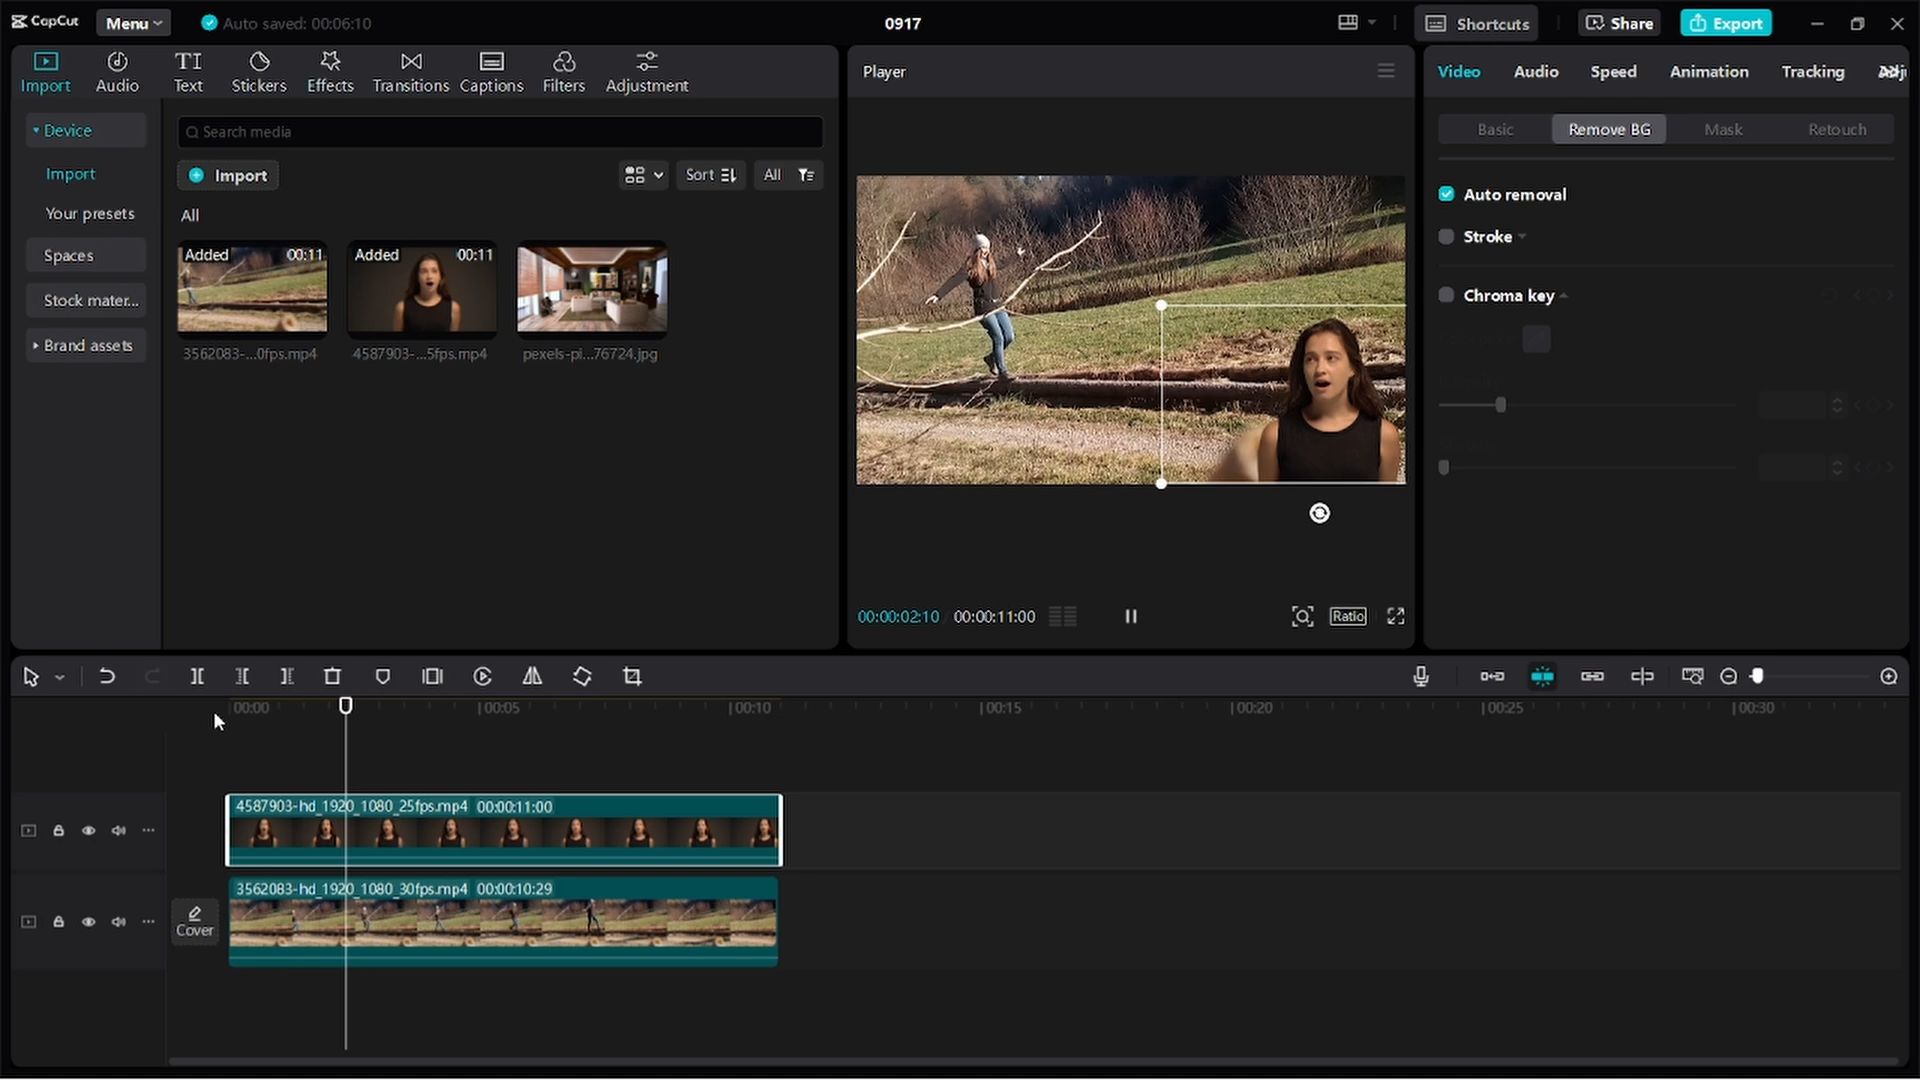 CapCut Menu Auto saved: 00:06:10 0917 Shortcuts Share Export
Import Audio Text Stickers Effects Transitions Captions Filters Adjustment
Device
Import
Your presets
Spaces
Stock mater...
Brand assets
Search media
Import Sort All
All
Added 00:11
3562083-...0fps.mp4
Added 00:11
4587903-...5fps.mp4
pexels-pi...76724.jpg
Player
00:00:02:10 00:00:11:00 Ratio
Video Audio Speed Animation Tracking
Basic Remove BG Mask Retouch
Auto removal
Stroke
Chroma key
00:00 00:05 00:10 00:15 00:20 00:25 00:30
4587903-hd_1920_1080_25fps.mp4 00:00:11:00
3562083-hd_1920_1080_30fps.mp4 00:00:10:29
Cover